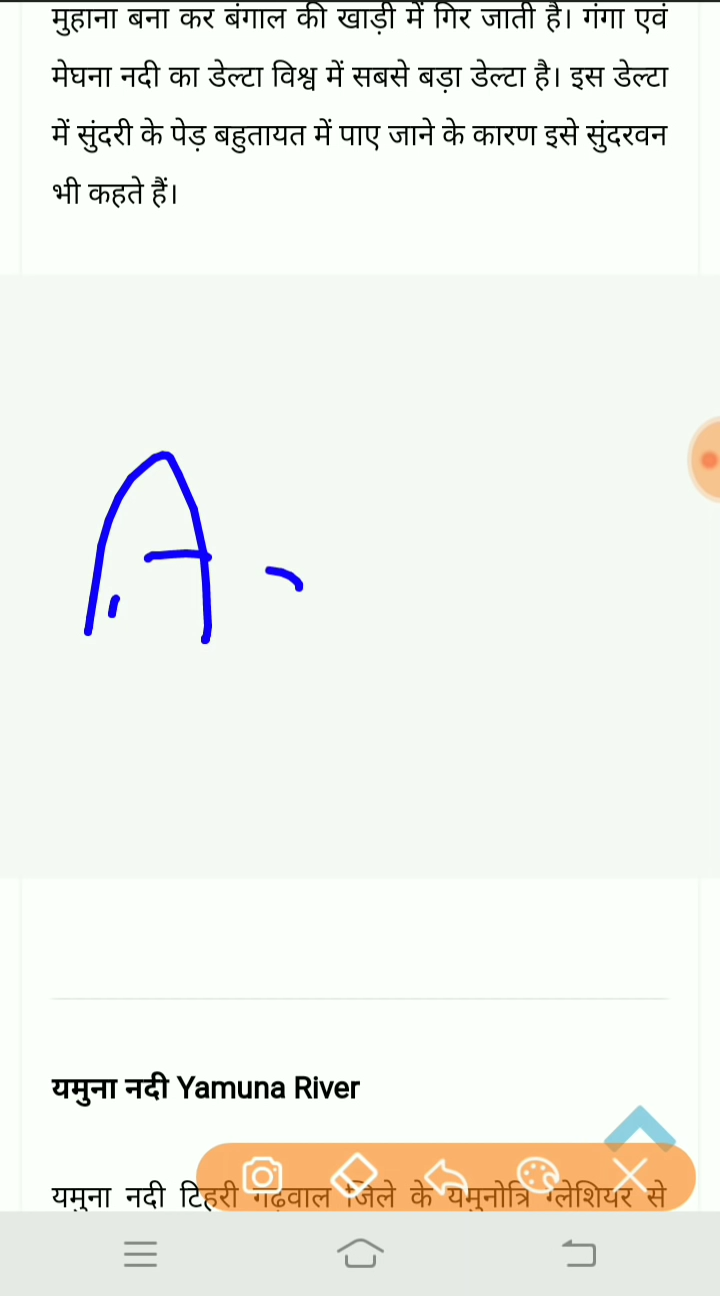 मुहाना बना कर बंगाल की खाड़ी में गिर जाती है। गंगा एवं
मेघना नदी का डेल्टा विश्व में सबसे बड़ा डेल्टा है। इस डेल्टा
में सुंदरी के पेड़ बहुतायत में पाए जाने के कारण इसे सुंदरवन
भी कहते हैं।
A
यमुना नदी Yamuna River
यमुना नदी टिहरी गढ़वाल जिले के यमुनोत्रि ग्लेशियर से